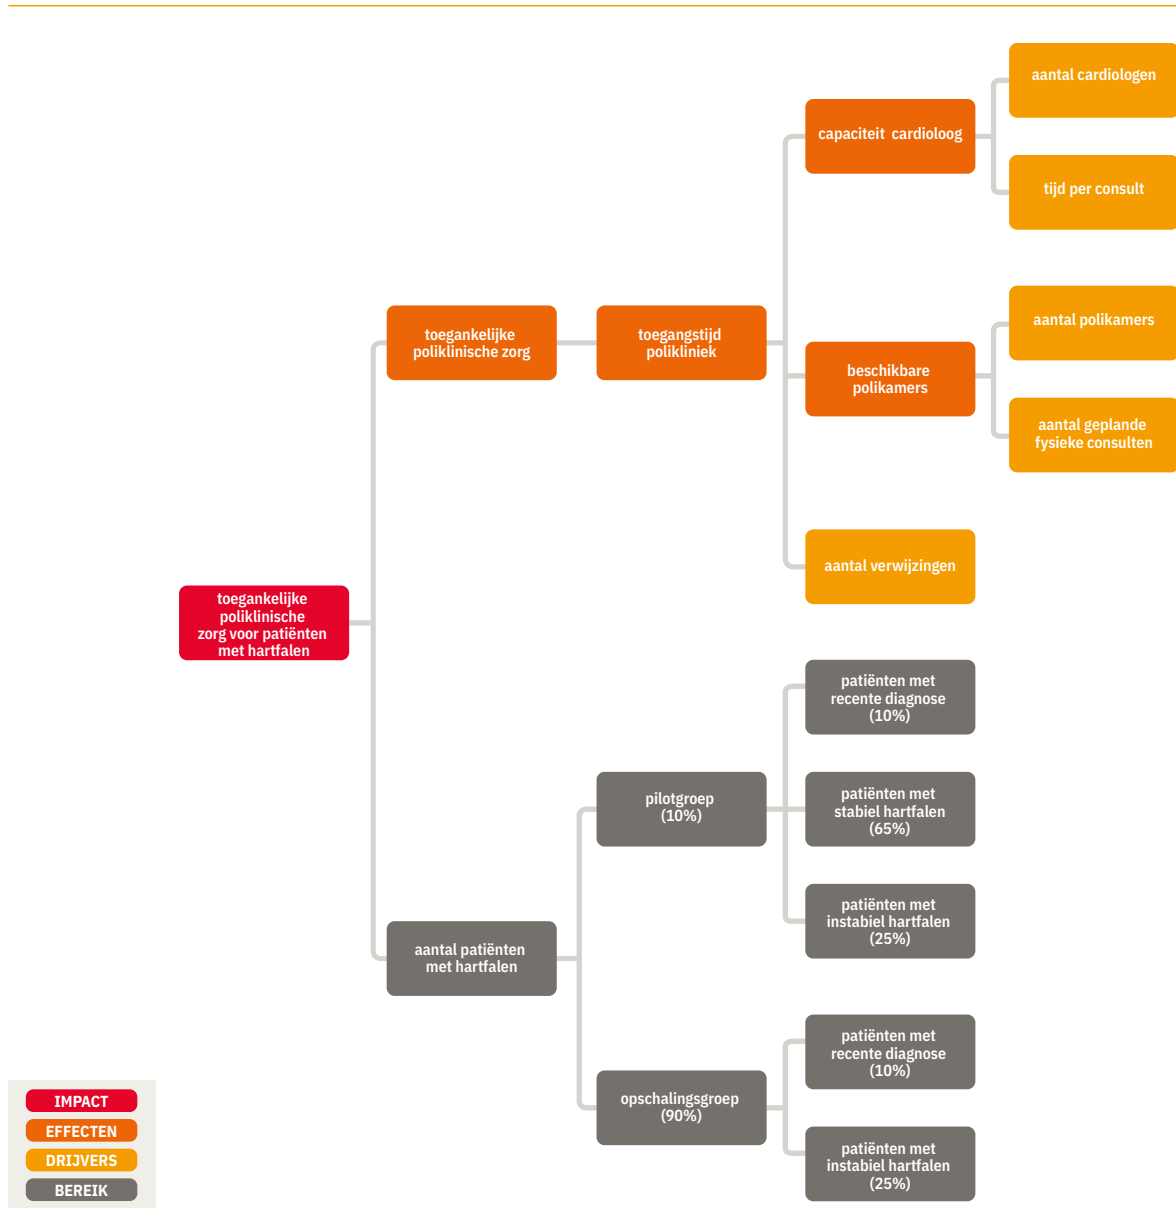 aantal cardiologen
capaciteit cardioloog
tijd per consult
toegankelijke
poliklinische zorg
toegangstijd
polikliniek
aantal polikamers
beschikbare
polikamers
aantal geplande
fysieke consulten
aantal verwijzingen
toegankelijke
poliklinische
zorg voor patiënten
met hartfalen
patiënten met
recente diagnose
(10%)
pilotgroep
(10%)
patiënten met
stabiel hartfalen
(65%)
patiënten met
instabiel hartfalen
(25%)
aantal patiënten
met hartfalen
patiënten met
recente diagnose
(10%)
opschalingsgroep
(90%)
patiënten met
instabiel hartfalen
(25%)
IMPACT
EFFECTEN
DRIJVERS
BEREIK